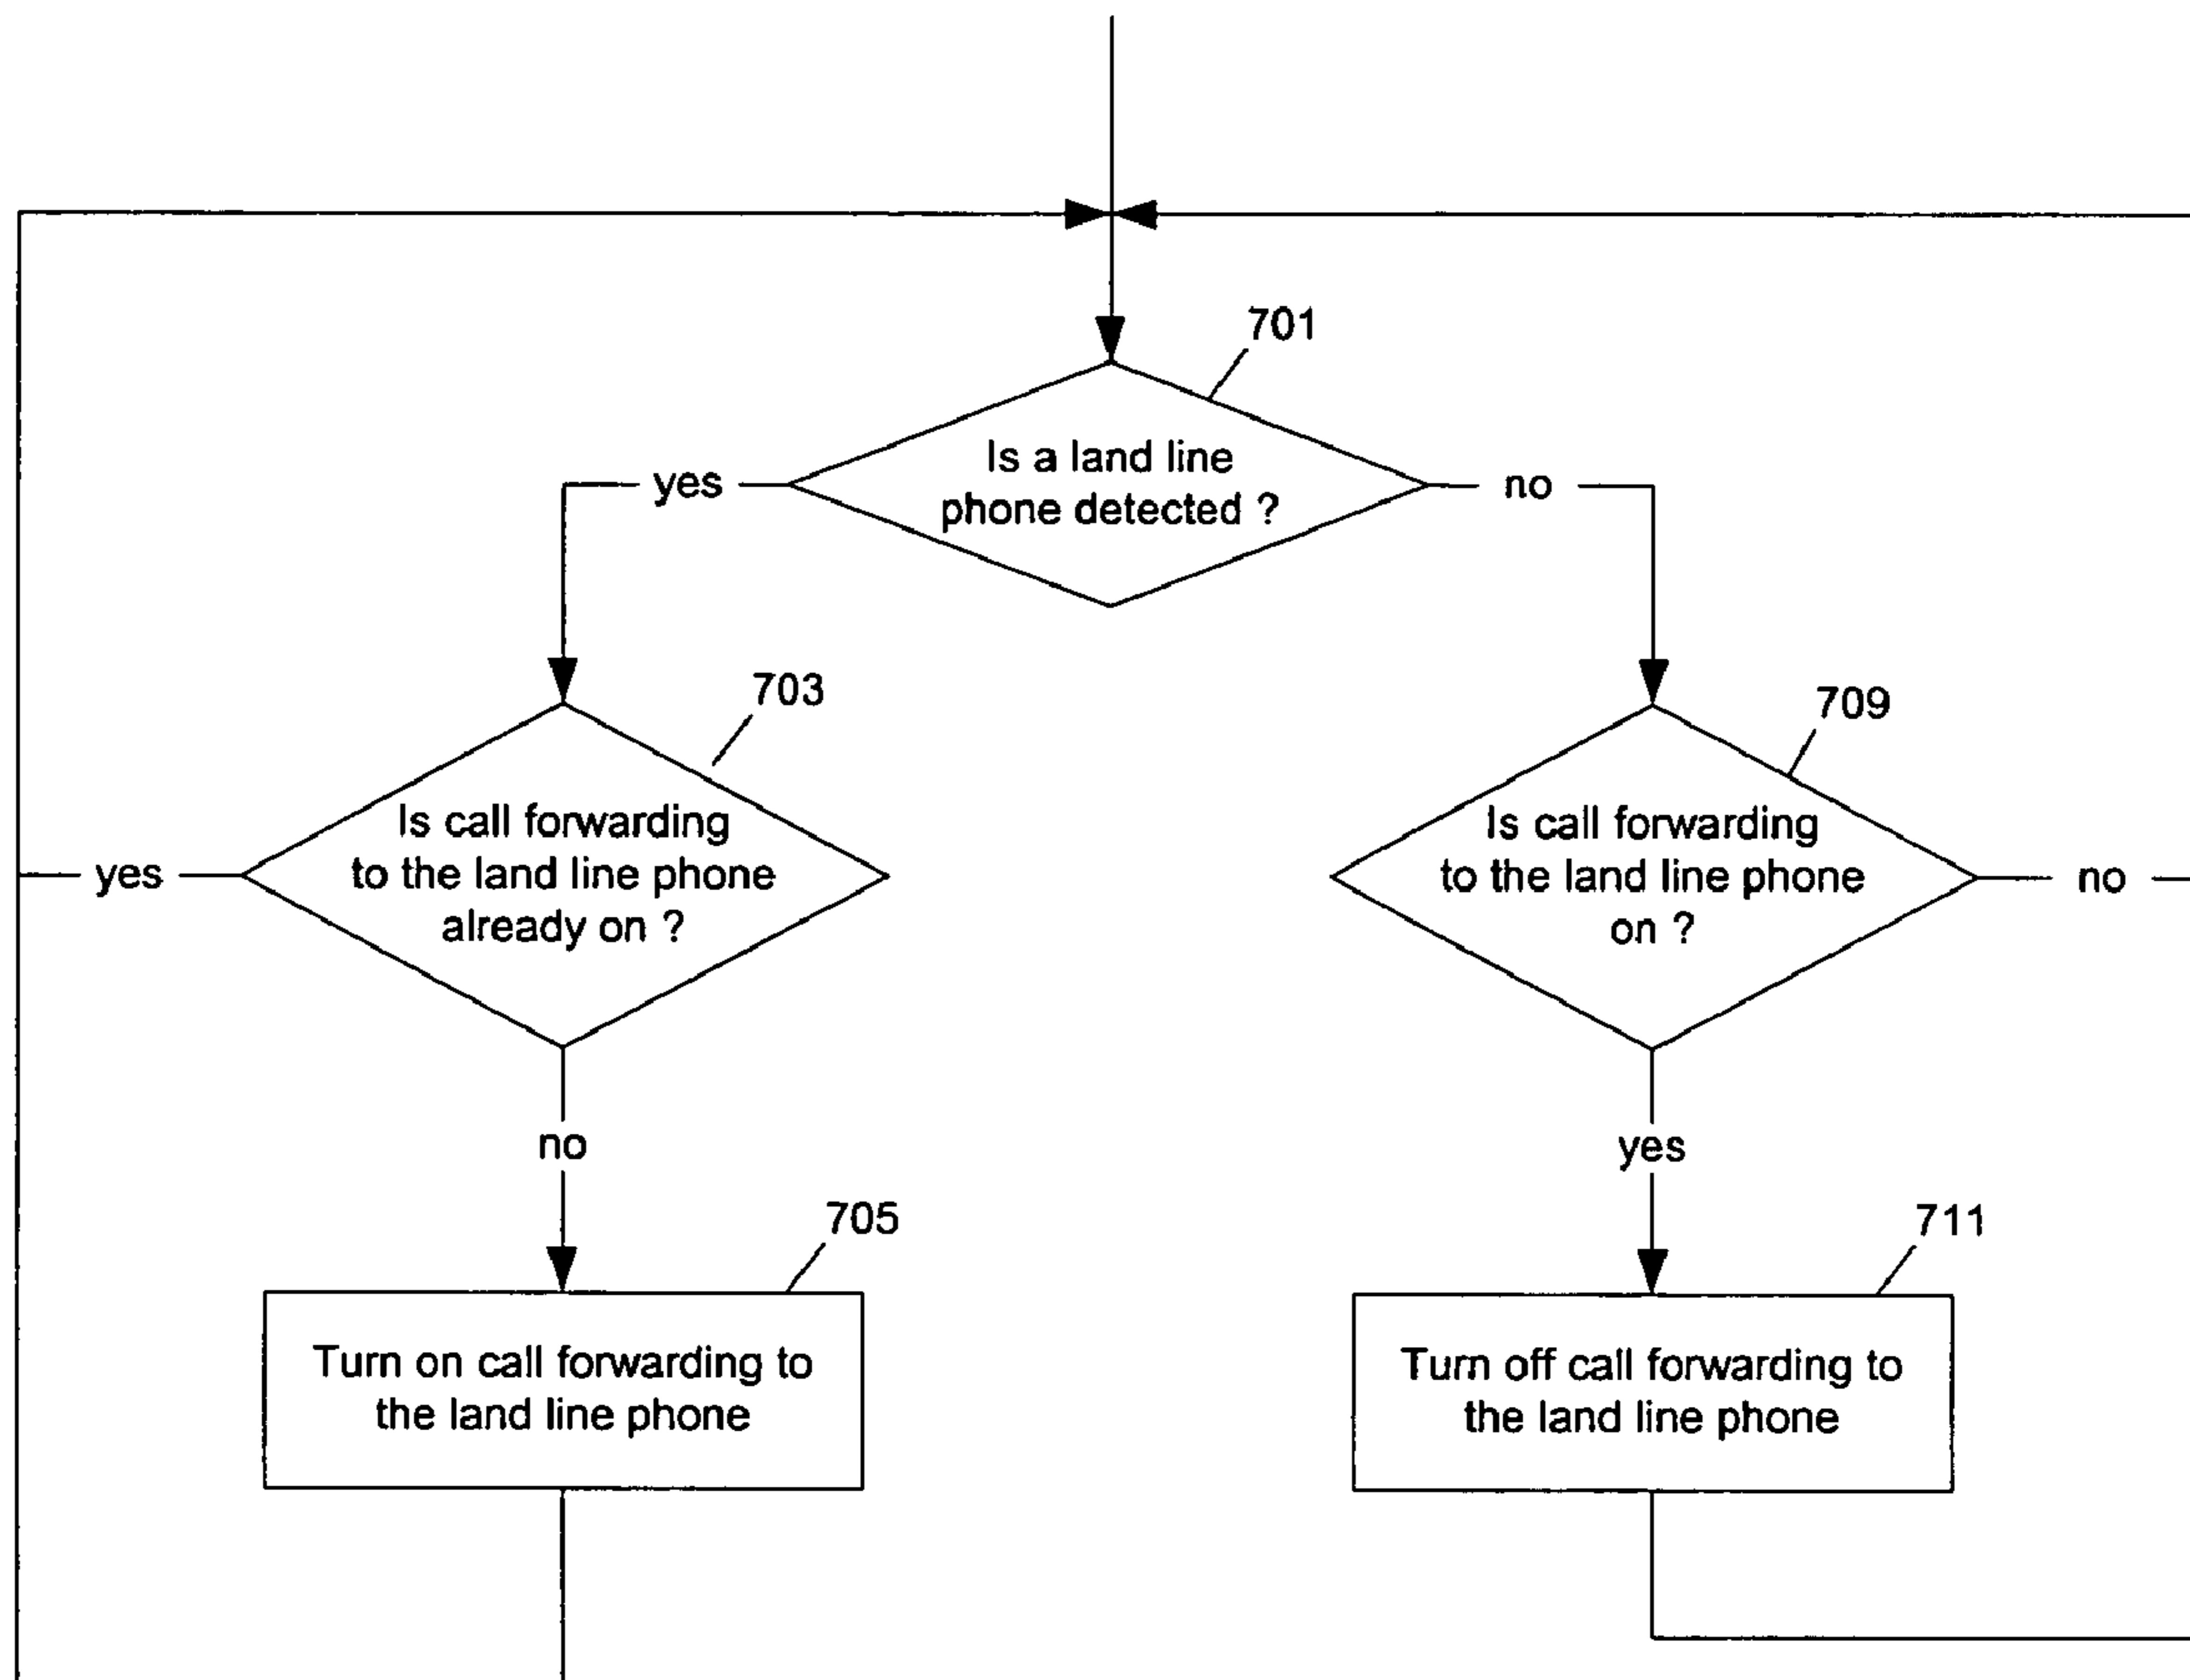 701
Is a land line
phone detected ?
yes
no
703
709
Is call forwarding
to the land line phone
already on ?
yes
Is call forwarding
to the land line phone
on ?
no
no
yes
705
711
Turn on call forwarding to
the land line phone
Turn off call forwarding to
the land line phone